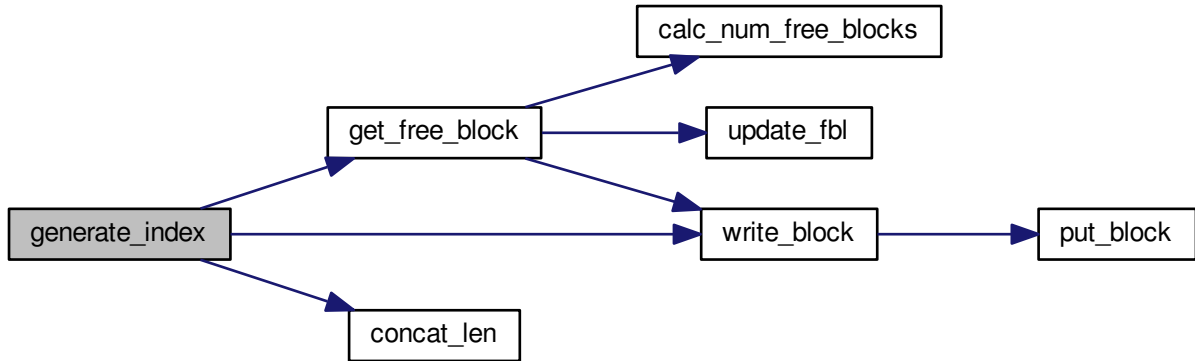 calc_num_free_blocks
get_free_block
update_fbl
generate_index
write_block
put_block
concat_len